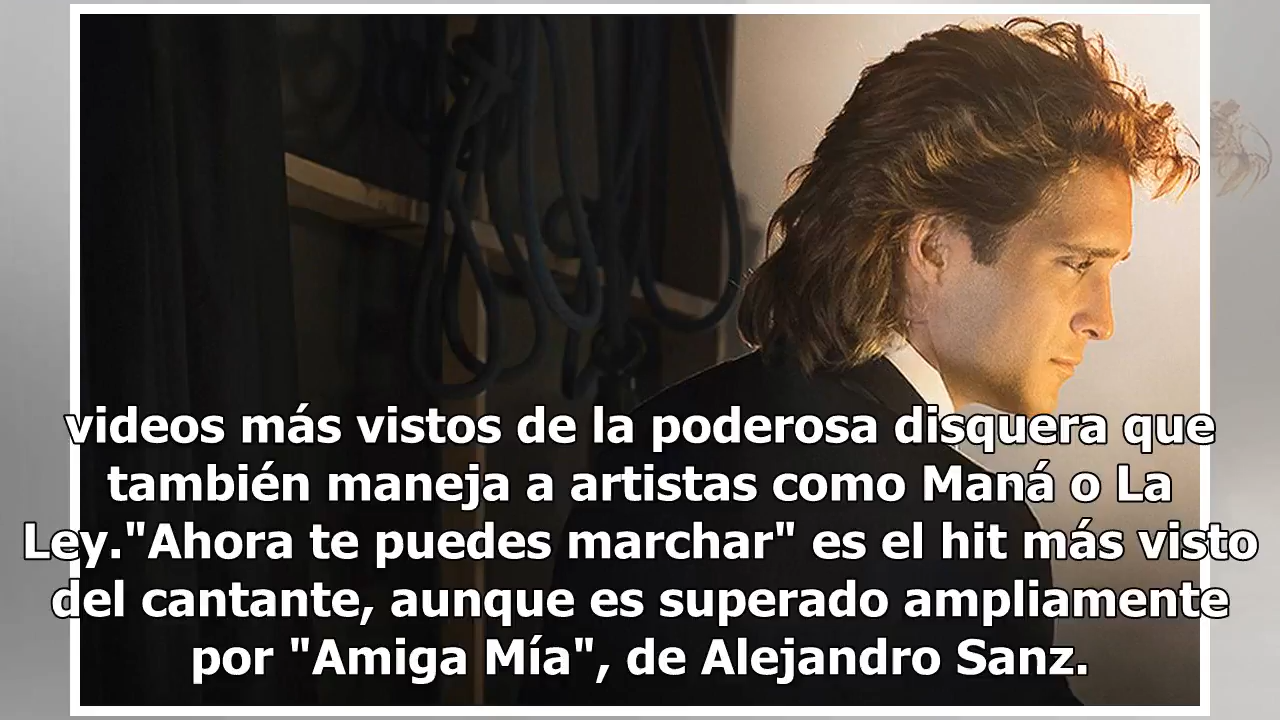 videos más vistos de la poderosa disquera que
también maneja a artistas como Maná o La
Ley."Ahora te puedes marchar" es el hit más visto
del cantante, aunque es superado ampliamente
por "Amiga Mía", de Alejandro Sanz.